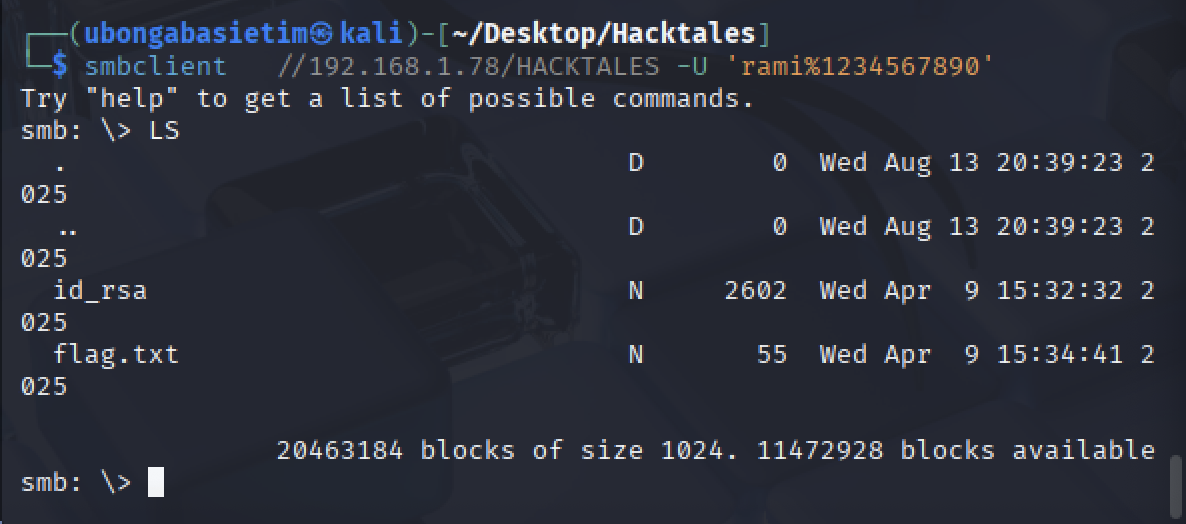 ┌──(ubongabasietim㉿kali)-[~/Desktop/Hacktales]
└─$ smbclient   //192.168.1.78/HACKTALES -U 'rami%1234567890'
Try "help" to get a list of possible commands.
smb: \> LS
  .                                   D        0  Wed Aug 13 20:39:23 2
025
  ..                                  D        0  Wed Aug 13 20:39:23 2
025
  id_rsa                              N     2602  Wed Apr  9 15:32:32 2
025
  flag.txt                            N       55  Wed Apr  9 15:34:41 2
025
                20463184 blocks of size 1024. 11472928 blocks available
smb: \>